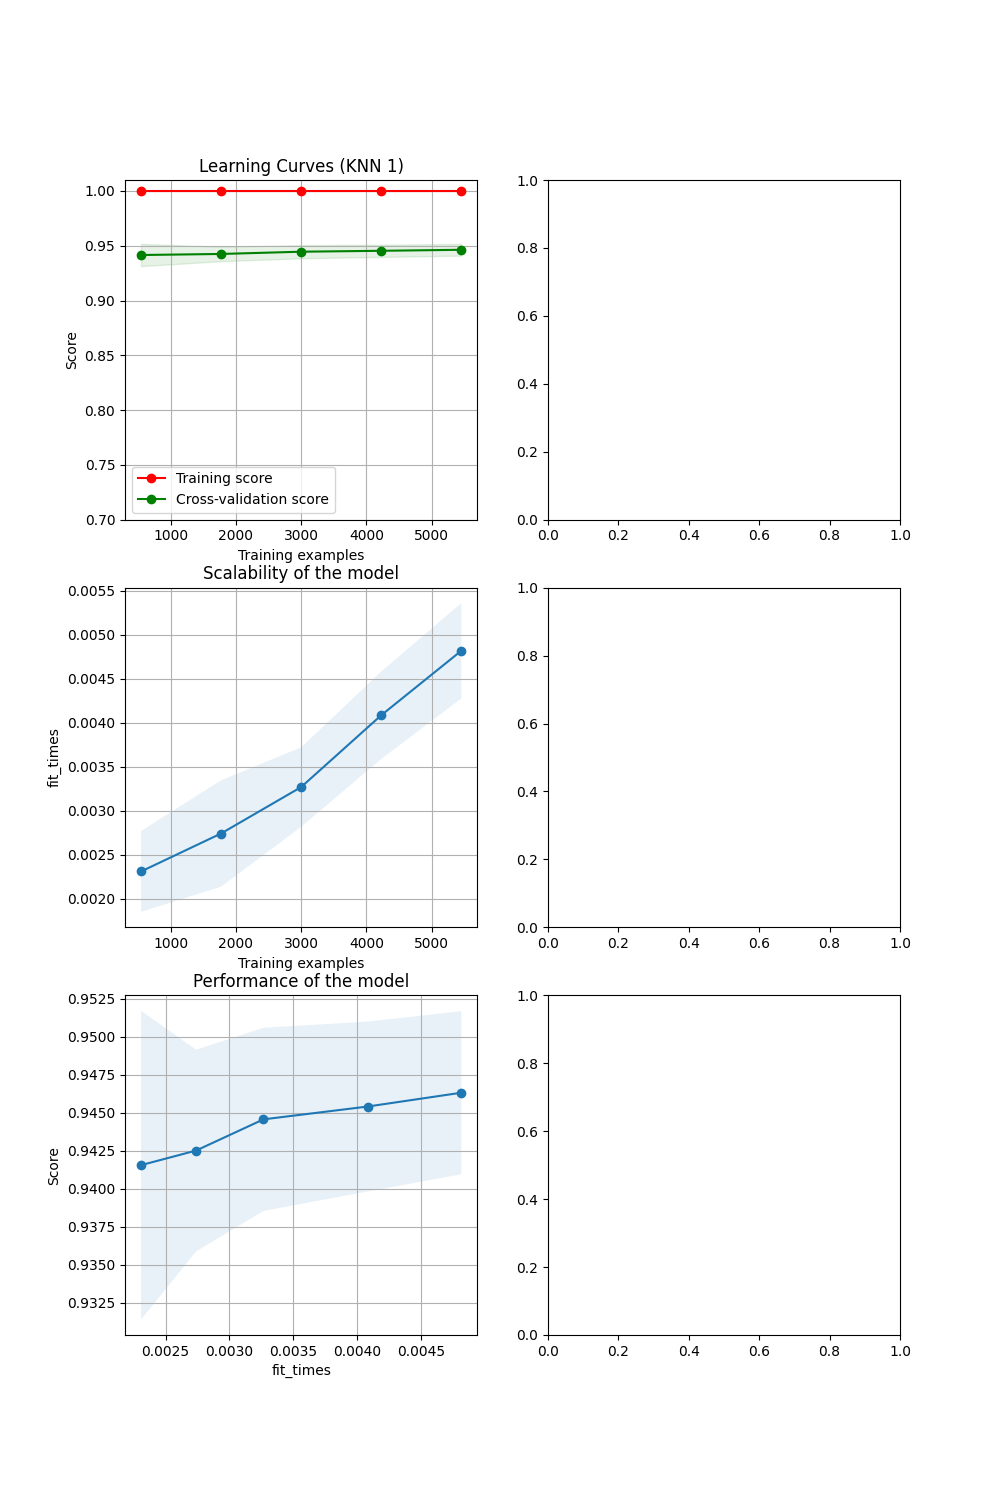 Learning Curves (KNN 1)
1.00
0.95
0.90
0.85
0.80
0.75
0.70
Score
Training score
Cross-validation score
1000 2000 3000 4000 5000
Training examples
1.0
0.8
0.6
0.4
0.2
0.0
0.0 0.2 0.4 0.6 0.8 1.0
Scalability of the model
0.0055
0.0050
0.0045
0.0040
0.0035
0.0030
0.0025
0.0020
fit_times
1000 2000 3000 4000 5000
Training examples
1.0
0.8
0.6
0.4
0.2
0.0
0.0 0.2 0.4 0.6 0.8 1.0
Performance of the model
0.9525
0.9500
0.9475
0.9450
0.9425
0.9400
0.9375
0.9350
0.9325
Score
0.0025 0.0030 0.0035 0.0040 0.0045
fit_times
1.0
0.8
0.6
0.4
0.2
0.0
0.0 0.2 0.4 0.6 0.8 1.0